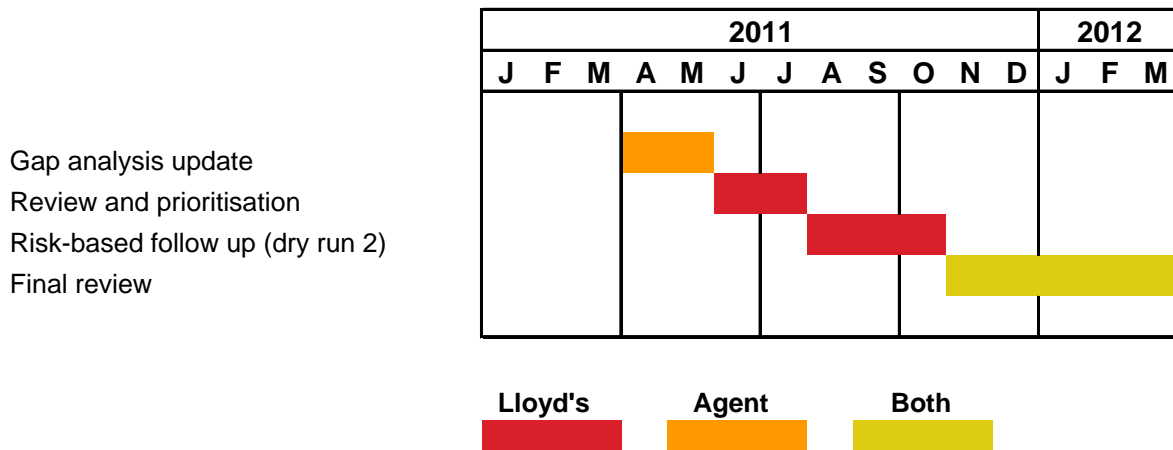 2011 2012
J F M A M J J A S O N D J F M
Gap analysis update
Review and prioritisation
Risk-based follow up (dry run 2)
Final review
Lloyd's Agent Both